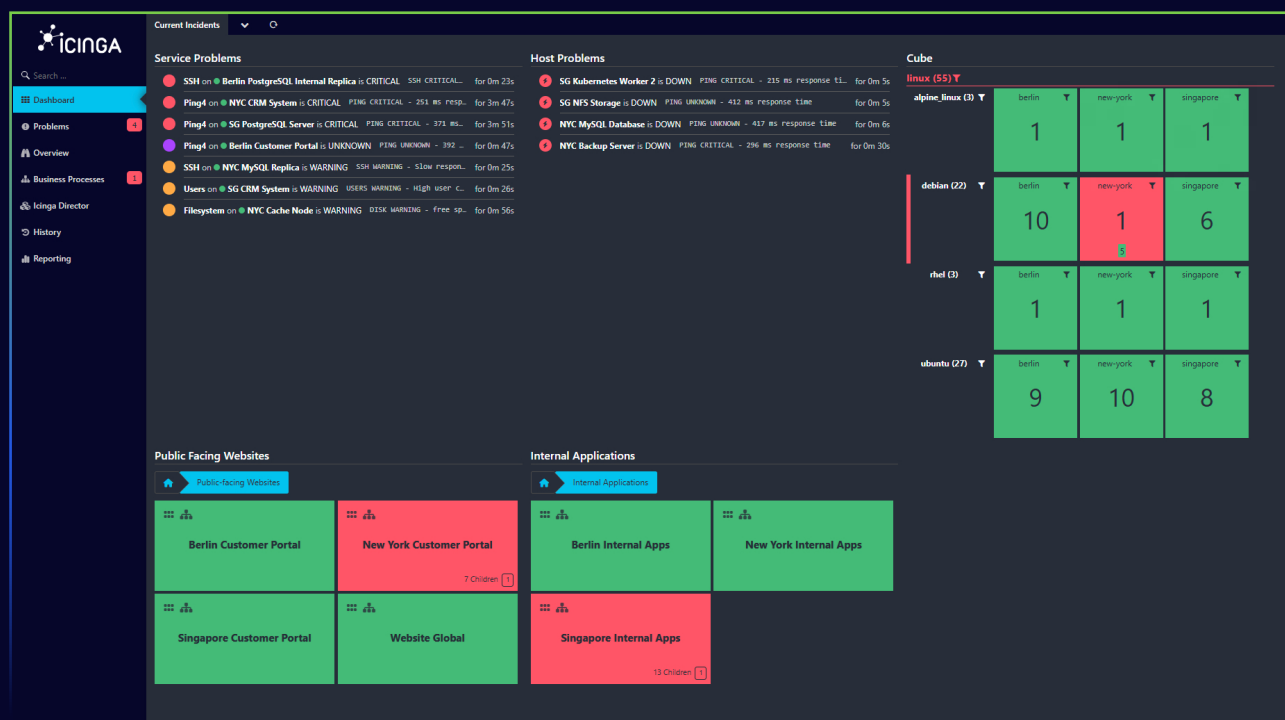 icinga
Search ...
Dashboard
Problems 4
Overview
Business Processes 1
Icinga Director
History
Reporting
Current Incidents
Service Problems
SSH on Berlin PostgreSQL Internal Replica is CRITICAL SSH CRITICAL… for 0m 23s
Ping4 on NYC CRM System is CRITICAL PING CRITICAL - 251 ms resp… for 3m 47s
Ping4 on SG PostgreSQL Server is CRITICAL PING CRITICAL - 371 ms… for 3m 51s
Ping4 on Berlin Customer Portal is UNKNOWN PING UNKNOWN - 392 … for 0m 47s
SSH on NYC MySQL Replica is WARNING SSH WARNING - Slow respon… for 0m 25s
Users on SG CRM System is WARNING USERS WARNING - High user c… for 0m 26s
Filesystem on NYC Cache Node is WARNING DISK WARNING - free sp… for 0m 56s
Host Problems
SG Kubernetes Worker 2 is DOWN PING CRITICAL - 215 ms response ti… for 0m 5s
SG NFS Storage is DOWN PING UNKNOWN - 412 ms response time for 0m 5s
NYC MySQL Database is DOWN PING UNKNOWN - 417 ms response time for 0m 6s
NYC Backup Server is DOWN PING CRITICAL - 296 ms response time for 0m 30s
Cube
linux (55)
alpine_linux (3) berlin new-york singapore
1 1 1
debian (22) berlin new-york singapore
10 1 6
5
rhel (3) berlin new-york singapore
1 1 1
ubuntu (27) berlin new-york singapore
9 10 8
Public Facing Websites
Public-facing Websites
Berlin Customer Portal
New York Customer Portal
7 Children 1
Singapore Customer Portal
Website Global
Internal Applications
Internal Applications
Berlin Internal Apps
New York Internal Apps
Singapore Internal Apps
13 Children 1